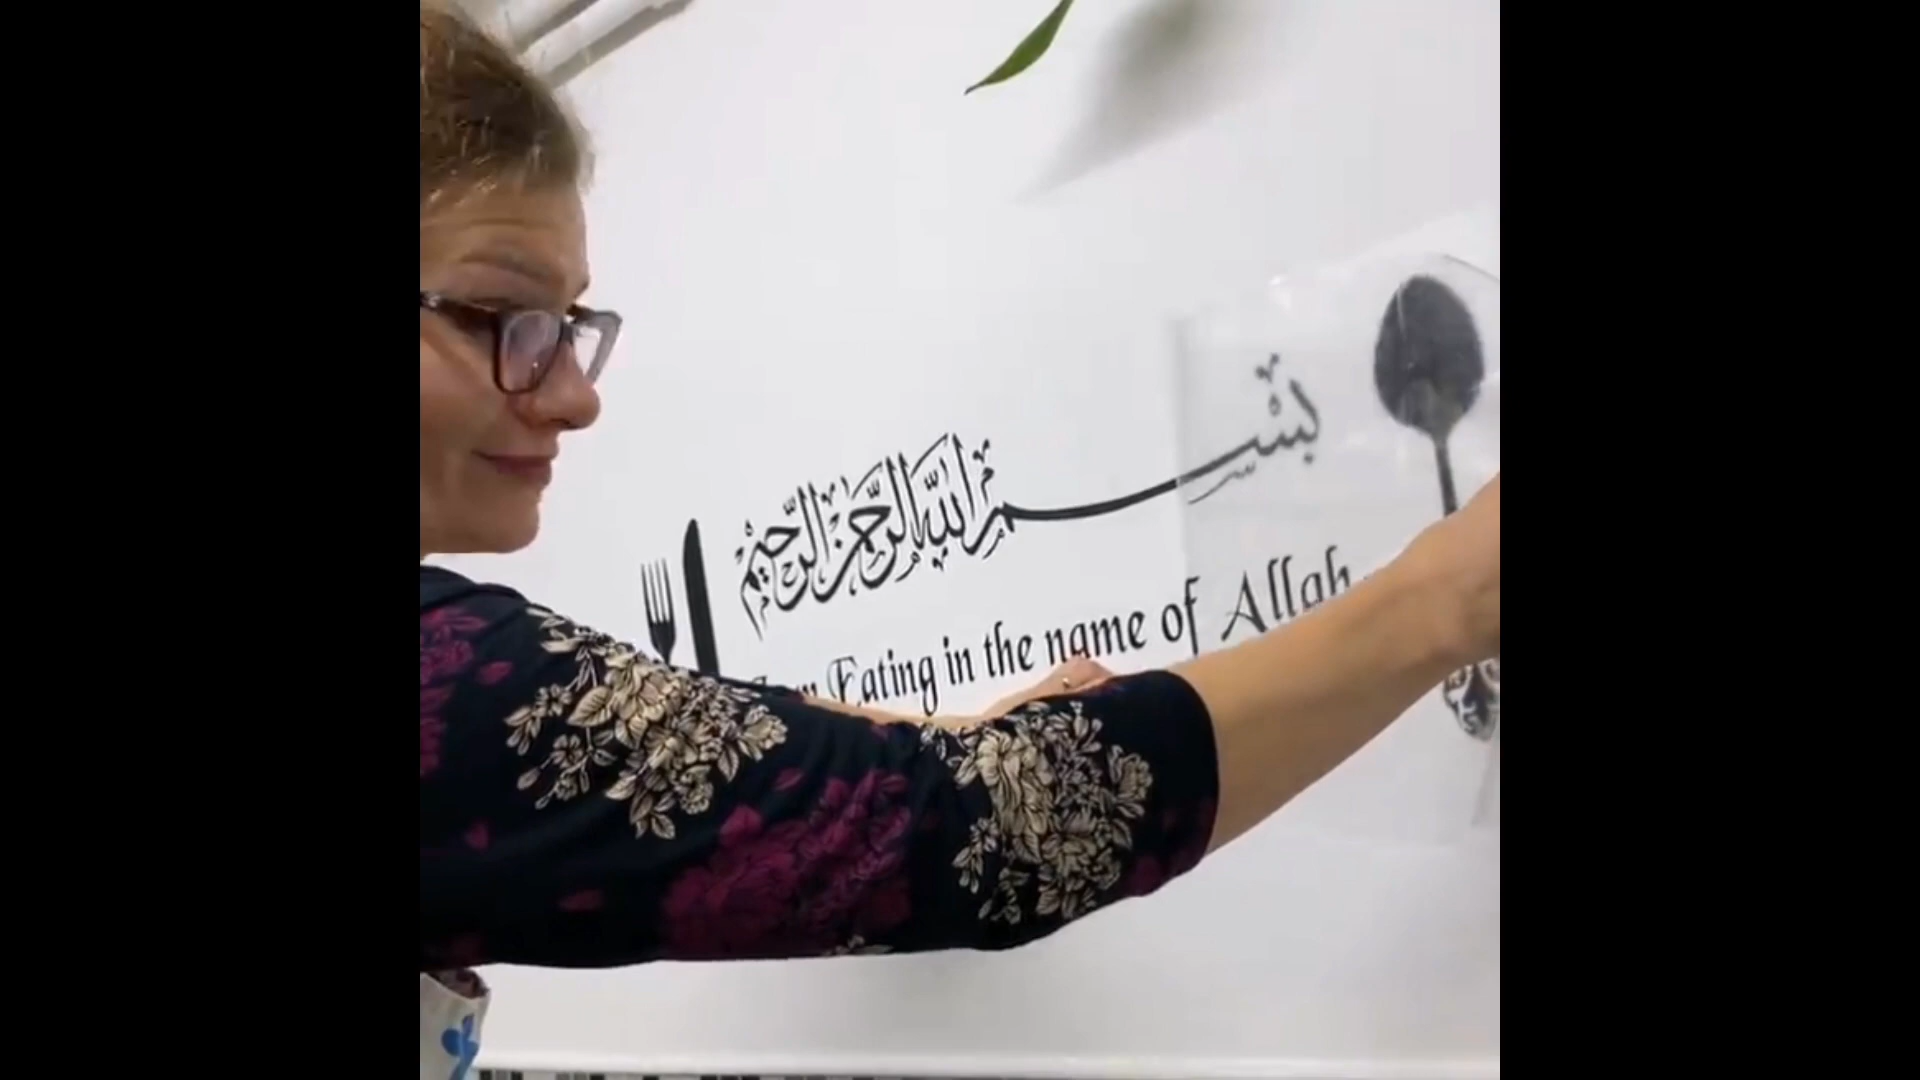 بسم الله الرحمن الرحيم
Eating in the name of Allah